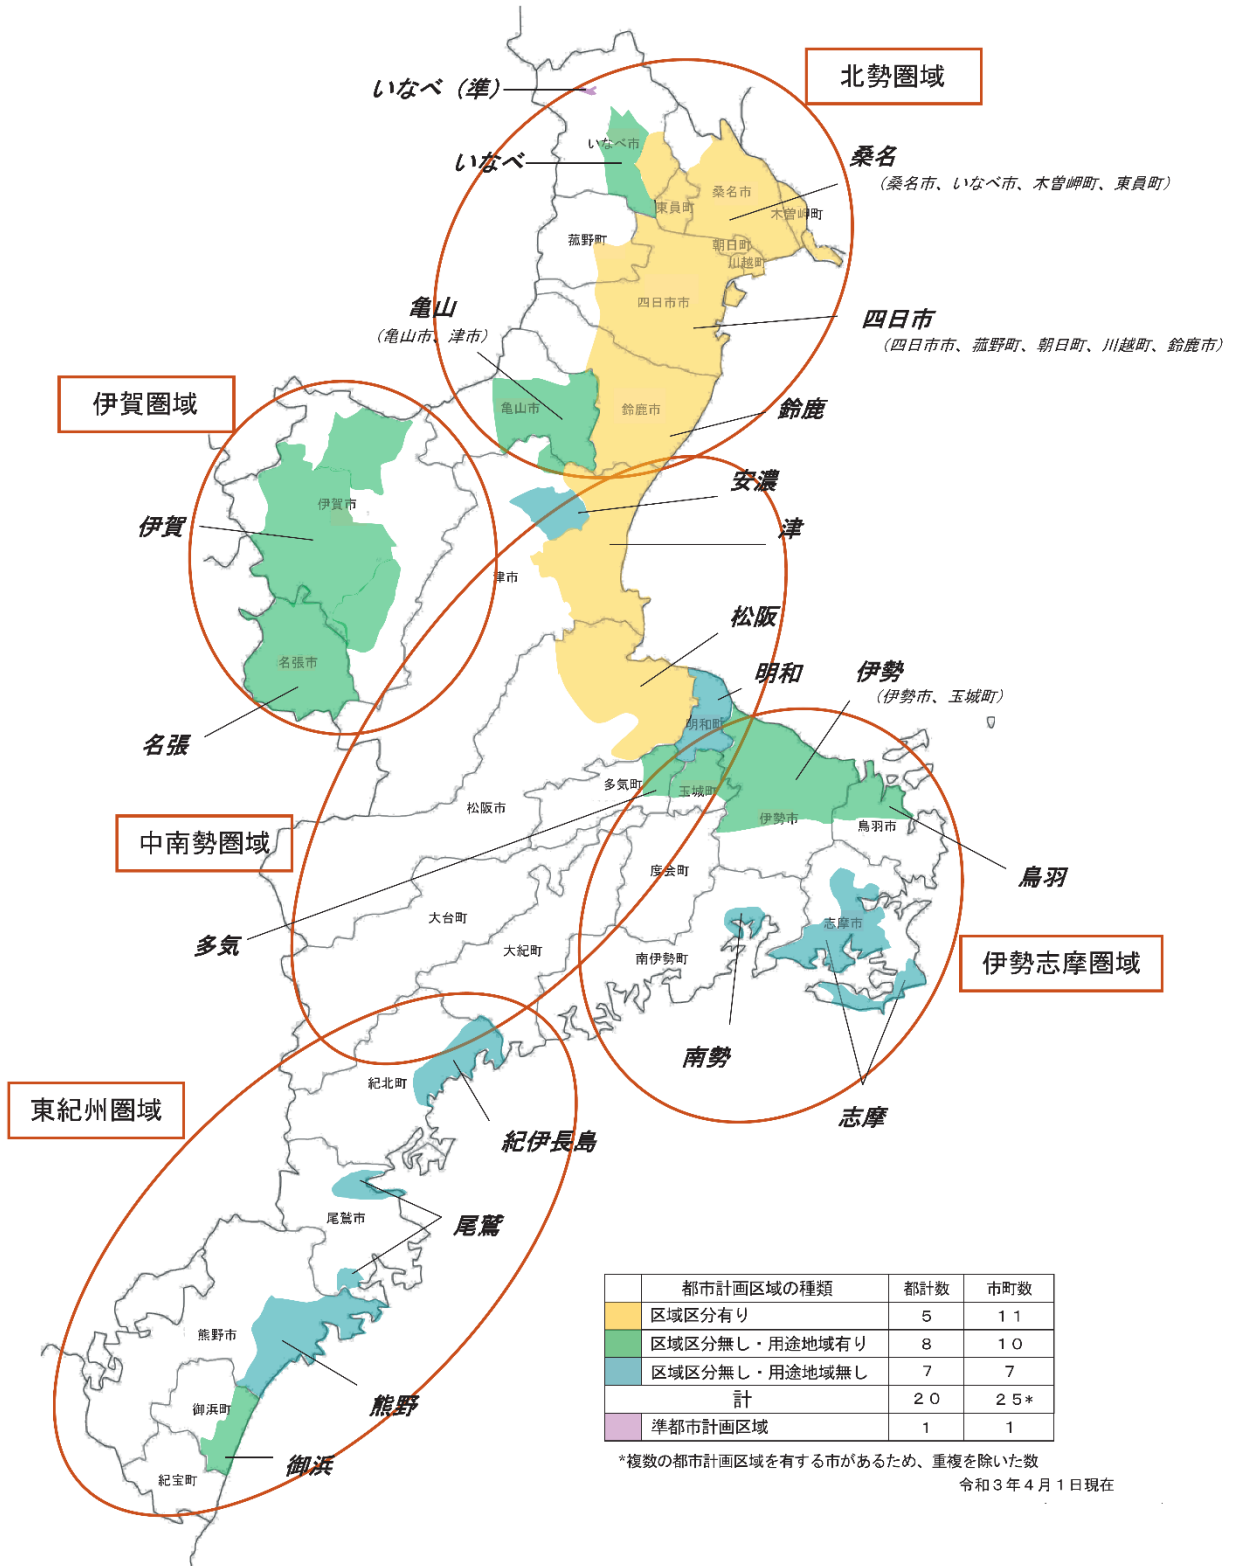 北勢圏域
いなべ（準）
いなべ市
いなべ
桑名
（桑名市、いなべ市、木曽岬町、東員町）
桑名市
東員町
木曽岬町
菰野町
朝日町
川越町
亀山
（亀山市、津市）
四日市市
四日市
（四日市市、菰野町、朝日町、川越町、鈴鹿市）
伊賀圏域
亀山市
鈴鹿市
鈴鹿
安濃
伊賀市
伊賀
津
津市
松阪
名張市
明和
伊勢
（伊勢市、玉城町）
明和町
名張
多気町
玉城町
松阪市
伊勢市
鳥羽市
中南勢圏域
度会町
鳥羽
大台町
志摩市
多気
大紀町
南伊勢町
伊勢志摩圏域
南勢
紀北町
東紀州圏域
志摩
紀伊長島
尾鷲市
尾鷲
熊野市
御浜町
熊野
御浜
紀宝町
都市計画区域の種類 都計数 市町数
区域区分有り 5 11
区域区分無し・用途地域有り 8 10
区域区分無し・用途地域無し 7 7
計 20 25*
準都市計画区域 1 1
*複数の都市計画区域を有する市があるため、重複を除いた数
令和３年４月１日現在